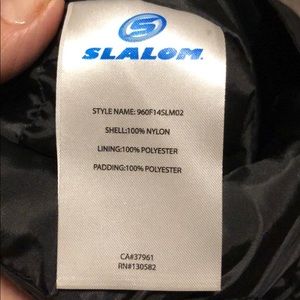 SLALOM
STYLE NAME: 960F14SLM02
SHELL:100% NYLON
LINING:100% POLYESTER
PADDING:100% POLYESTER
CA#37961
RN#130582